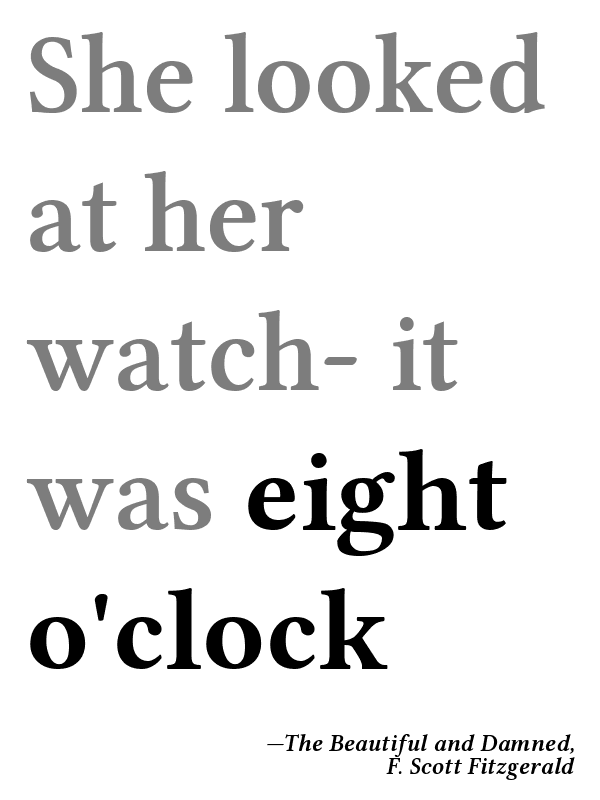 She looked
at her
watch- it
was eight
o'clock
—The Beautiful and Damned,
F. Scott Fitzgerald